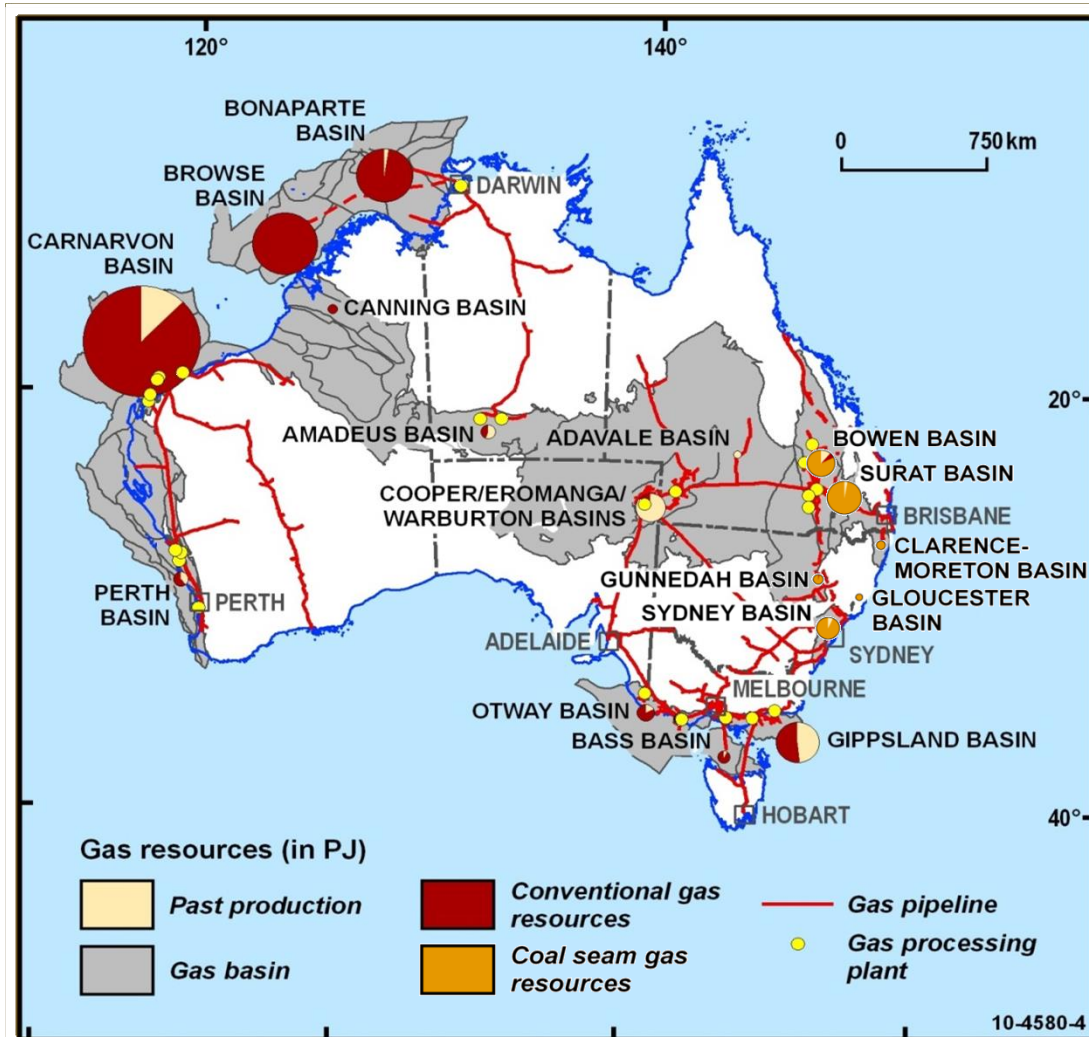 120°
140°
BONAPARTE
BASIN
0
750 km
BROWSE
BASIN
DARWIN
CARNARVON
BASIN
CANNING BASIN
20°
AMADEUS BASIN
ADAVALE BASIN
BOWEN BASIN
SURAT BASIN
COOPER/EROMANGA/
WARBURTON BASINS
BRISBANE
CLARENCE-
MORETON BASIN
PERTH
BASIN
PERTH
GUNNEDAH BASIN
GLOUCESTER
BASIN
SYDNEY BASIN
ADELAIDE
SYDNEY
MELBOURNE
OTWAY BASIN
BASS BASIN
GIPPSLAND BASIN
HOBART
40°
Gas resources (in PJ)
Past production
Conventional gas
resources
Gas pipeline
Gas basin
Coal seam gas
resources
Gas processing
plant
10-4580-4